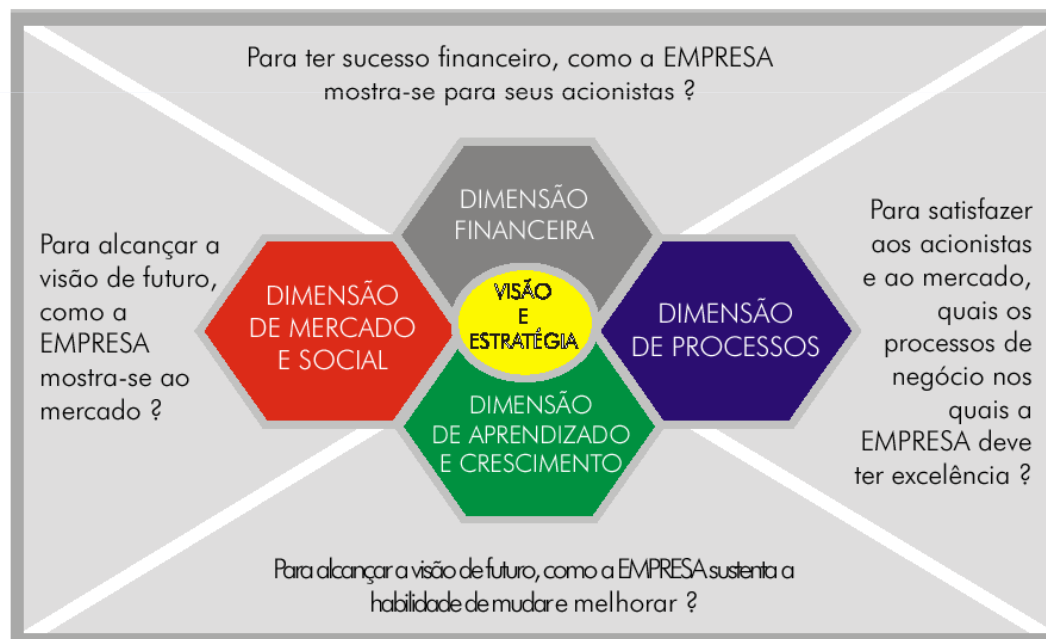 Para ter sucesso financeiro, como a EMPRESA
mostra-se para seus acionistas ?
DIMENSÃO
FINANCEIRA
Para alcançar a
visão de futuro,
como a
EMPRESA
mostra-se ao
mercado ?
DIMENSÃO
DE MERCADO
E SOCIAL
VISÃO
E
ESTRATÉGIA
DIMENSÃO
DE PROCESSOS
Para satisfazer
aos acionistas
e ao mercado,
quais os
processos de
negócio nos
quais a
EMPRESA deve
ter excelência ?
DIMENSÃO
DE APRENDIZADO
E CRESCIMENTO
Para alcançar a visão de futuro, como a EMPRESA sustenta a
habilidade de mudar e melhorar ?